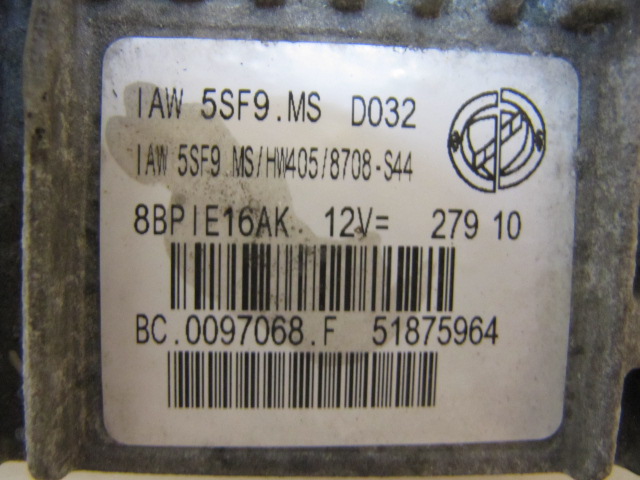 IAW 5SF9.MS D032
IAW 5SF9.MS/HW405/8708-S44
8BPIE16AK 12V= 279 10
BC.0097068.F 51875964